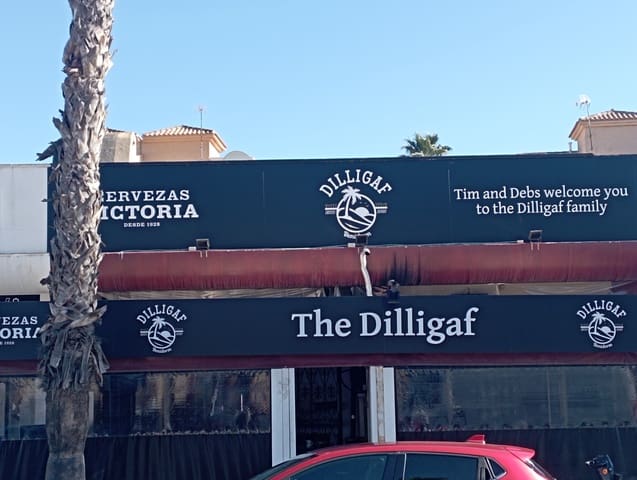 CERVEZAS
VICTORIA
DESDE 1928
DILLIGAF
Tim and Debs welcome you
to the Dilligaf family
DILLIGAF
The Dilligaf
DILLIGAF